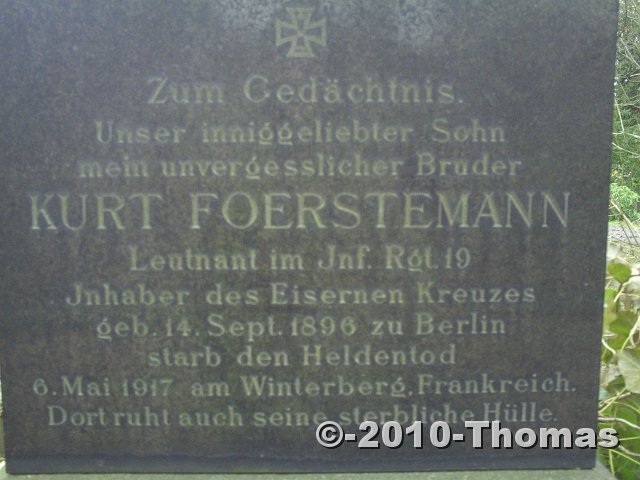 Zum Gedächtnis.
Unser inniggeliebter Sohn
mein unvergesslicher Bruder
KURT FOERSTEMANN
Leutnant im Jnf. Rgt. 19
Jnhaber des Eisernen Kreuzes
geb. 14. Sept. 1896 zu Berlin
starb den Heldentod
6. Mai 1917 am Winterberg, Frankreich.
Dort ruht auch seine sterbliche Hülle.
©-2010-Thomas*